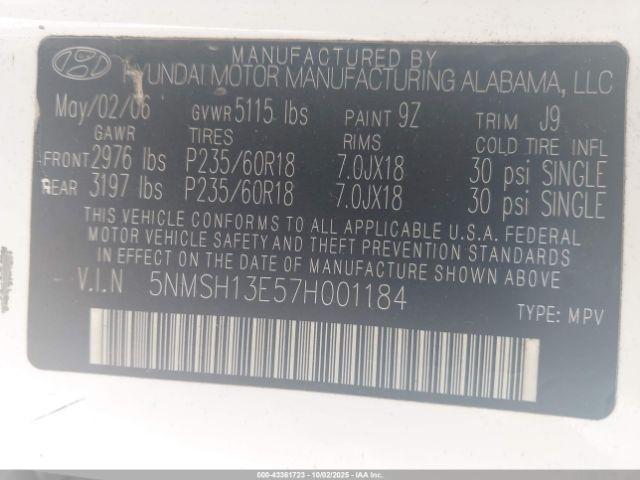 MANUFACTURED BY
HYUNDAI MOTOR MANUFACTURING ALABAMA, LLC
May/02/06 GVWR 5115 lbs PAINT 9Z TRIM J9
GAWR TIRES RIMS COLD TIRE INFL
FRONT 2976 lbs P235/60R18 7.0JX18 30 psi SINGLE
REAR 3197 lbs P235/60R18 7.0JX18 30 psi SINGLE
THIS VEHICLE CONFORMS TO ALL APPLICABLE U.S.A. FEDERAL
MOTOR VEHICLE SAFETY AND THEFT PREVENTION STANDARDS
IN EFFECT ON THE DATE OF MANUFACTURE SHOWN ABOVE
V.I.N 5NMSH13E57H001184
TYPE: MPV
000-43361723 - 10/02/2025 - IAAI.COM